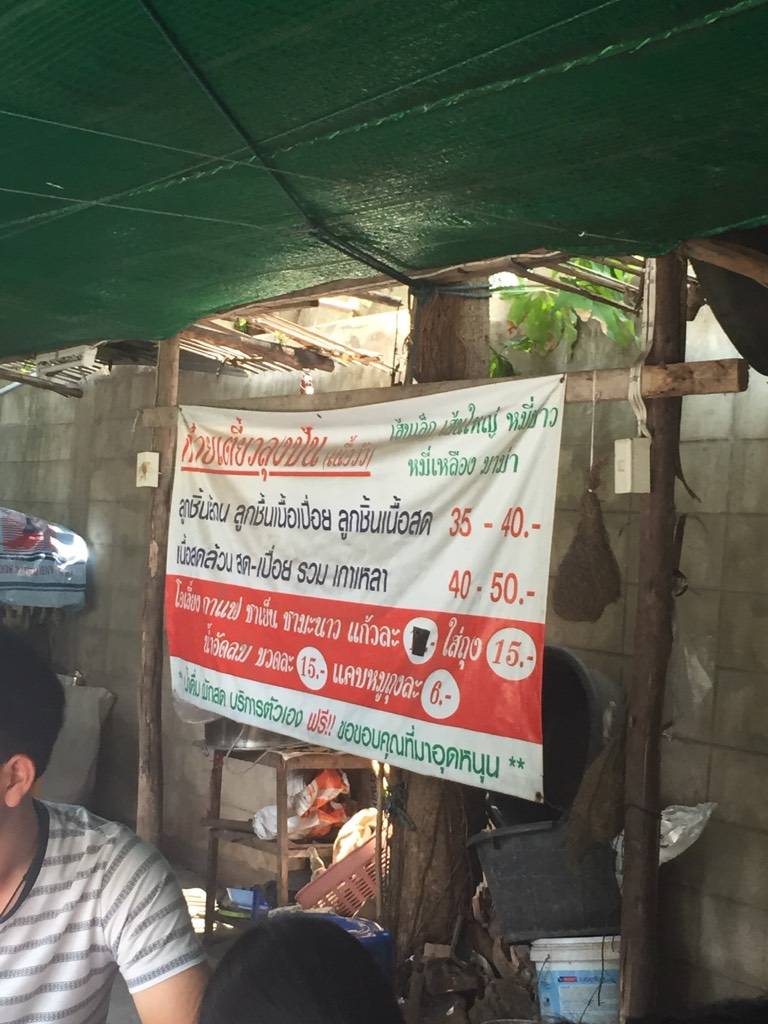 ก๋วยเตี๋ยวลุงปั๋น (เนื้อวัว)
เส้นเล็ก เส้นใหญ่ หมี่ขาว
หมี่เหลือง มาม่า
ลูกชิ้นล้วน ลูกชิ้นเนื้อเปื่อย ลูกชิ้นเนื้อสด 35 - 40.-
เนื้อสดล้วน สด-เปื่อย รวม เกาเหลา 40 - 50.-
โอเลี้ยง กาแฟ ชาเย็น ชามะนาว แก้วละ ใส่ถุง 15.-
น้ำอัดลม ขวดละ 15.- แคบหมูถุงละ 6.-
น้ำดื่ม ผักสด บริการตัวเอง ฟรี!! ขอขอบคุณที่มาอุดหนุน **